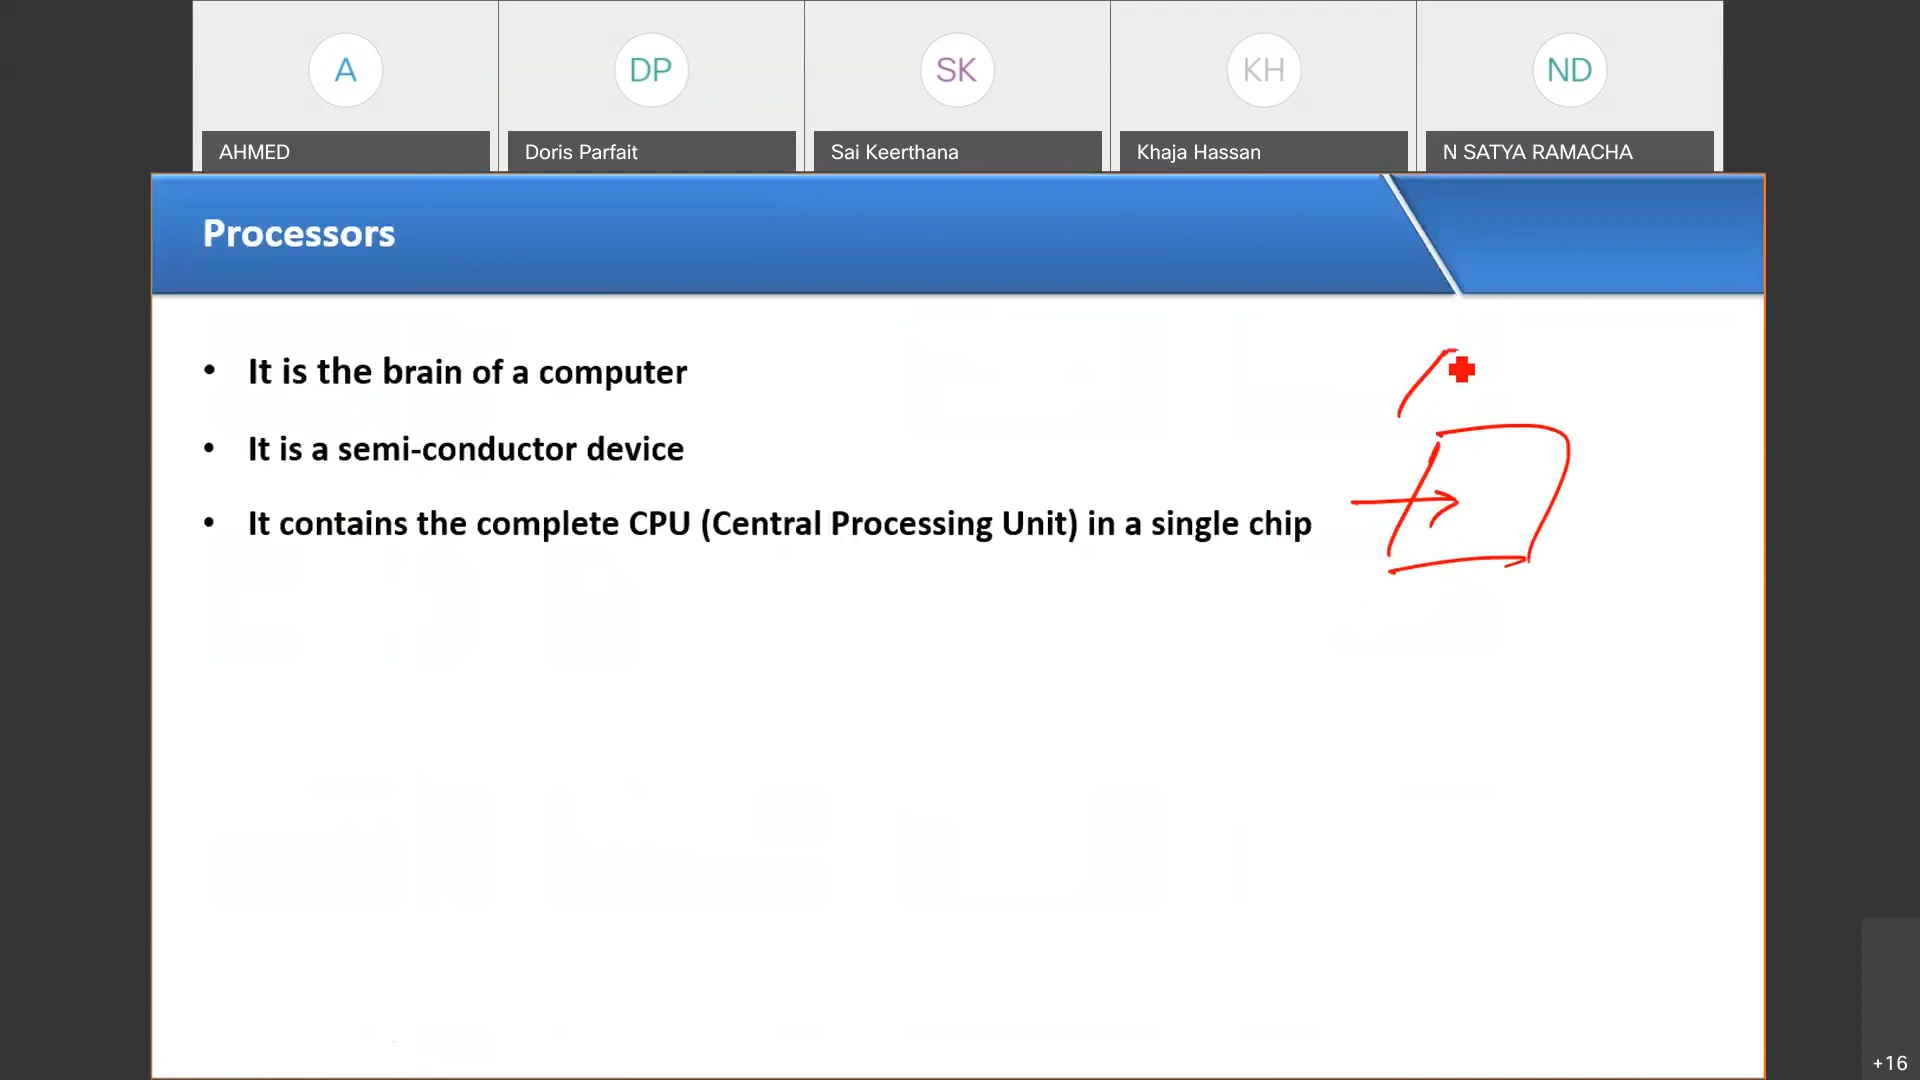 A
DP
SK
KH
ND
AHMED
Doris Parfait
Sai Keerthana
Khaja Hassan
N SATYA RAMACHA
Processors
• It is the brain of a computer
• It is a semi-conductor device
• It contains the complete CPU (Central Processing Unit) in a single chip
+16